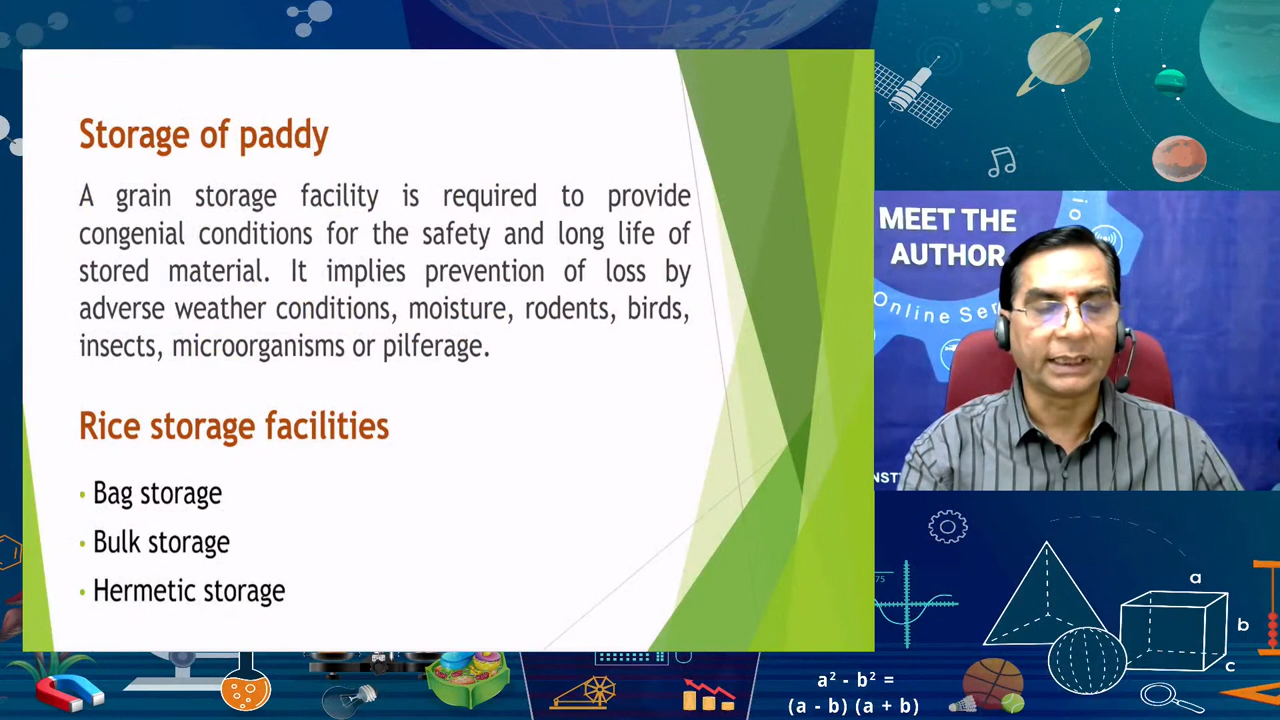 Storage of paddy
A grain storage facility is required to provide
congenial conditions for the safety and long life of
stored material. It implies prevention of loss by
adverse weather conditions, moisture, rodents, birds,
insects, microorganisms or pilferage.
Rice storage facilities
• Bag storage
• Bulk storage
• Hermetic storage
MEET THE
AUTHOR
Online
a
b
c
a² - b² =
(a - b) (a + b)